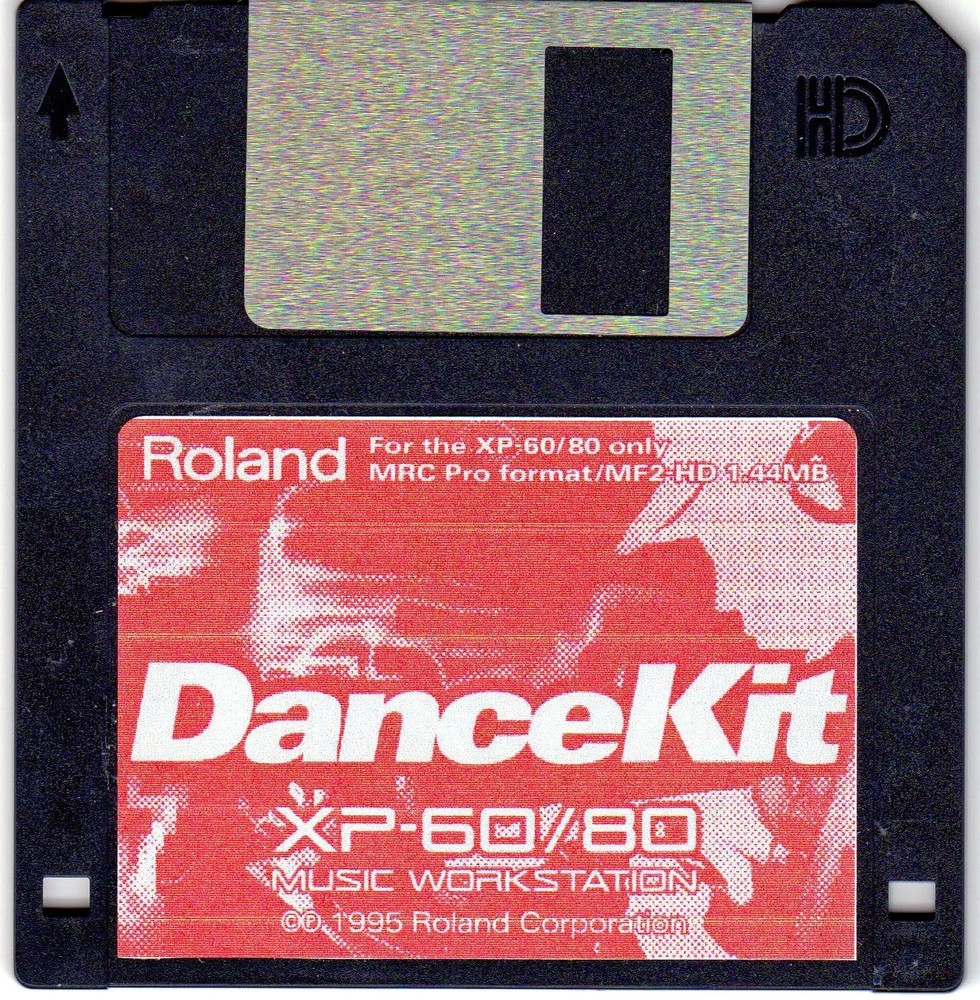 HD
Roland
For the XP-60/80 only
MRC Pro format/MF2-HD 1.44MB
DanceKit
XP-60/80
MUSIC WORKSTATION
©℗ 1995 Roland Corporation